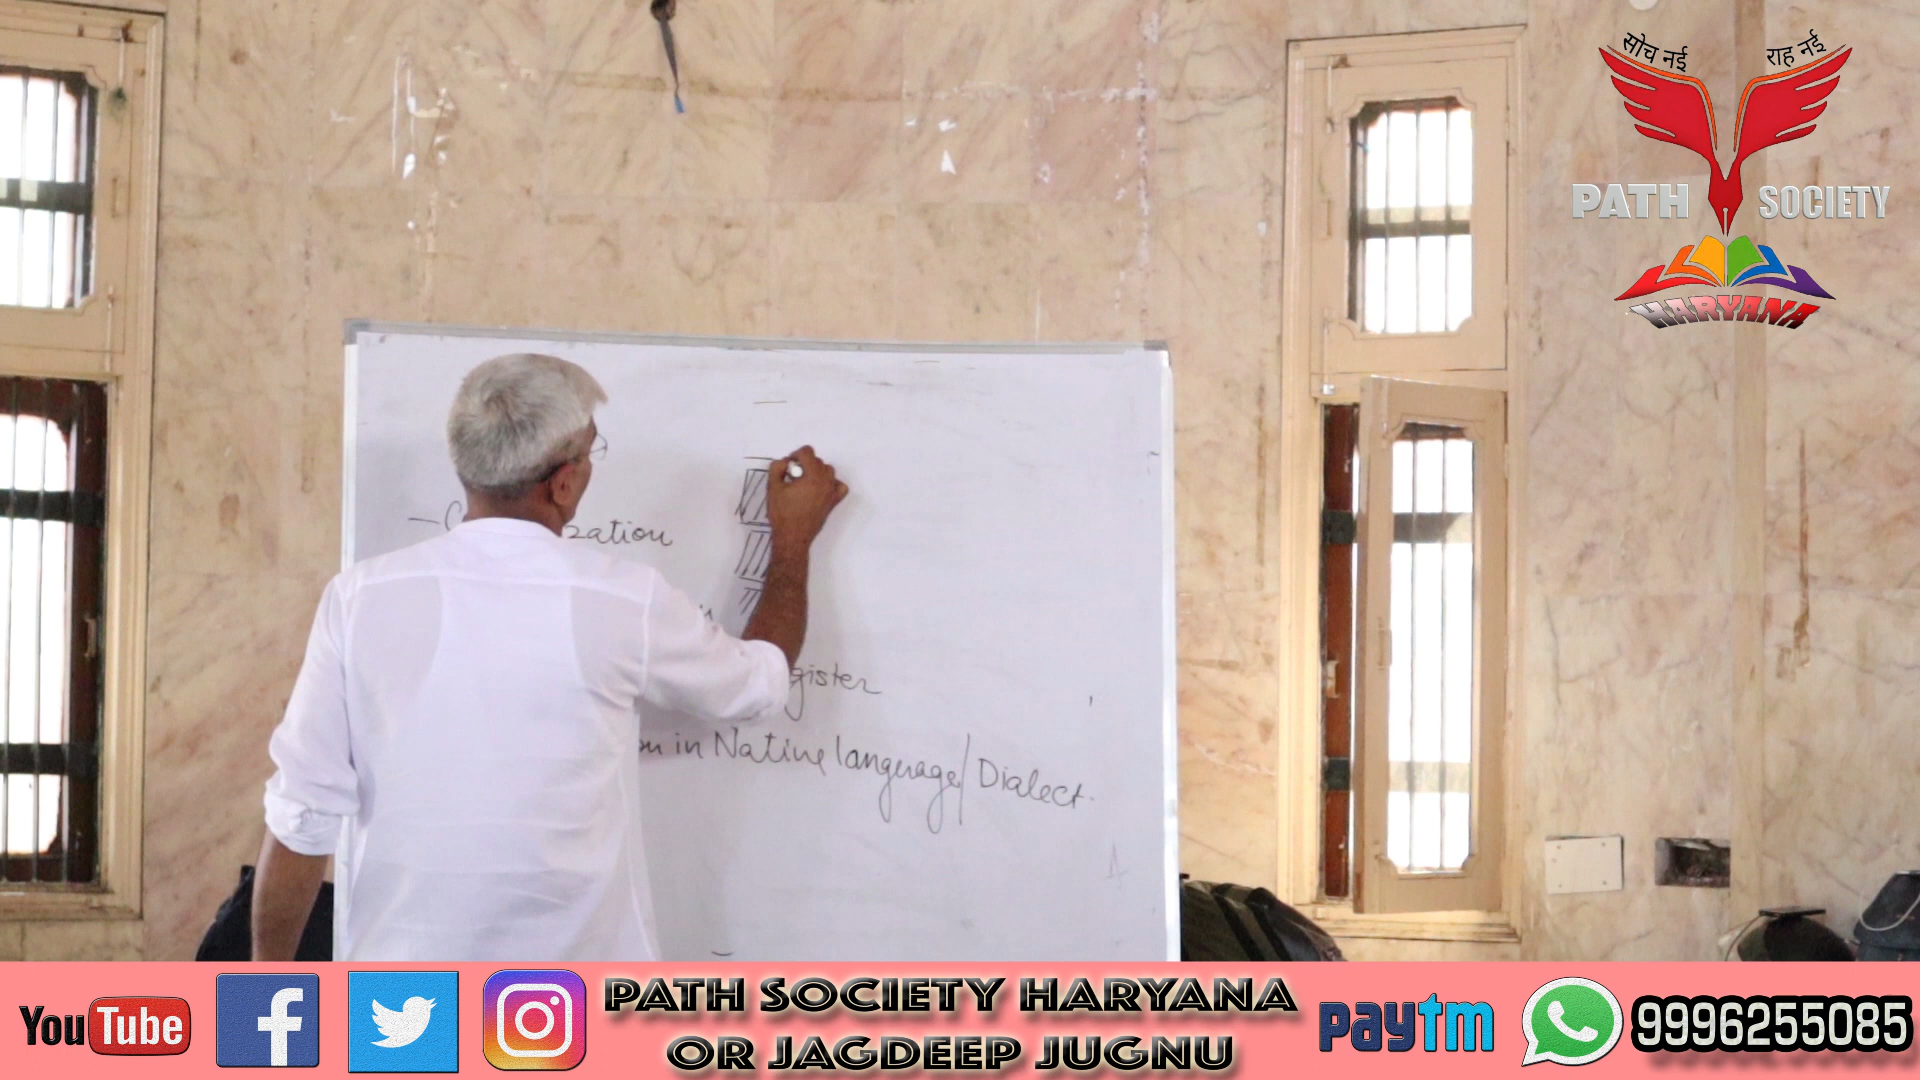 सोच नई राह नई
PATH SOCIETY
HARYANA
zation
gister
in Native language/Dialect.
YouTube
PATH SOCIETY HARYANA
OR JAGDEEP JUGNU
paytm
9996255085